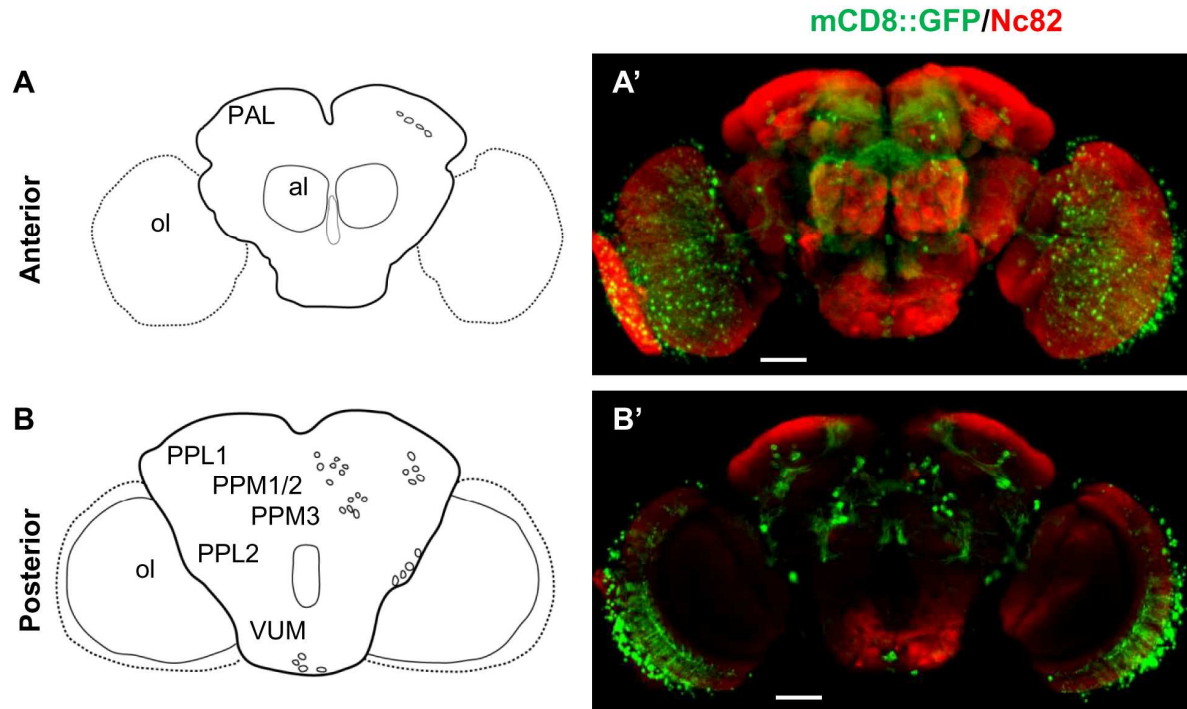 mCD8::GFP/Nc82
A
PAL
al
ol
Anterior
A’
B
PPL1
PPM1/2
PPM3
PPL2
ol
VUM
Posterior
B’